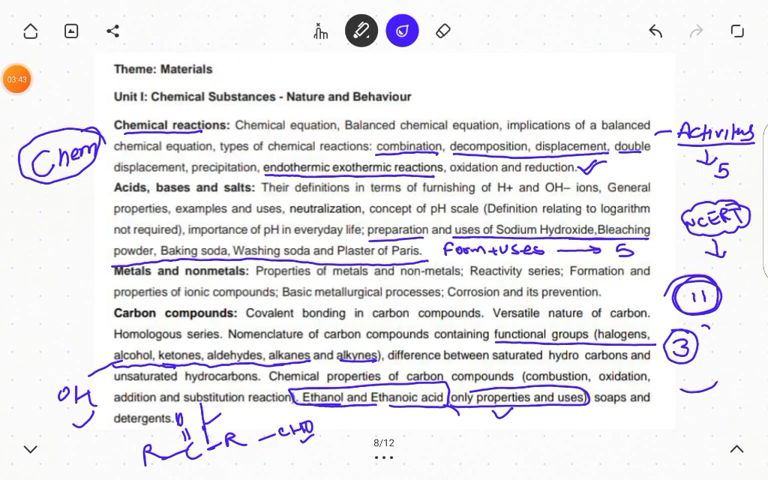 03:43
Theme: Materials
Unit I: Chemical Substances - Nature and Behaviour
Chemical reactions: Chemical equation, Balanced chemical equation, implications of a balanced
chemical equation, types of chemical reactions: combination, decomposition, displacement, double
displacement, precipitation, endothermic exothermic reactions, oxidation and reduction.
Chem
Activities
5
Acids, bases and salts: Their definitions in terms of furnishing of H+ and OH– ions, General
properties, examples and uses, neutralization, concept of pH scale (Definition relating to logarithm
not required), importance of pH in everyday life; preparation and uses of Sodium Hydroxide,Bleaching
powder, Baking soda, Washing soda and Plaster of Paris.
Form+uses → 5
NCERT
Metals and nonmetals: Properties of metals and non-metals; Reactivity series; Formation and
properties of ionic compounds; Basic metallurgical processes; Corrosion and its prevention.
11
Carbon compounds: Covalent bonding in carbon compounds. Versatile nature of carbon.
Homologous series. Nomenclature of carbon compounds containing functional groups (halogens,
alcohol, ketones, aldehydes, alkanes and alkynes), difference between saturated hydro carbons and
unsaturated hydrocarbons. Chemical properties of carbon compounds (combustion, oxidation,
addition and substitution reaction). Ethanol and Ethanoic acid (only properties and uses), soaps and
detergents.
3
OH
O
R-C-R -CHO
8/12